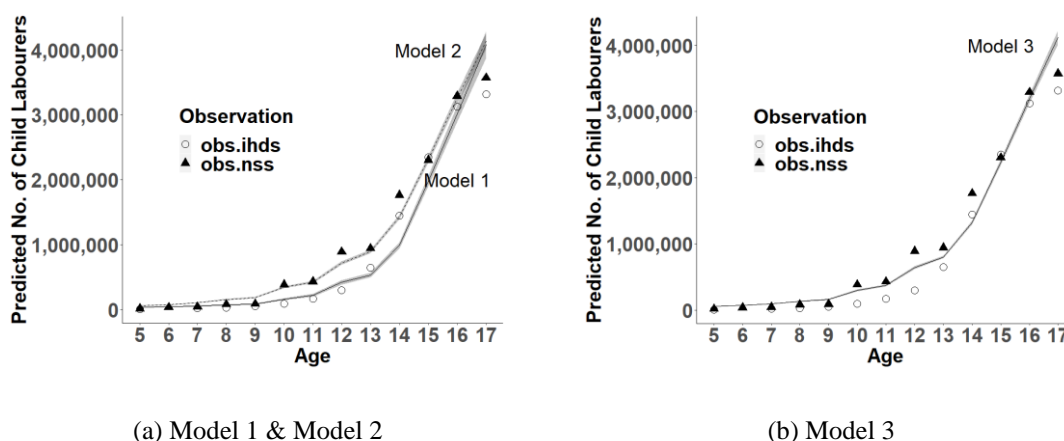 Predicted No. of Child Labourers
4,000,000
3,000,000
2,000,000
1,000,000
0
Model 2
Observation
obs.ihds
obs.nss
Model 1
5 6 7 8 9 10 11 12 13 14 15 16 17
Age
(a) Model 1 & Model 2
Predicted No. of Child Labourers
4,000,000
3,000,000
2,000,000
1,000,000
0
Model 3
Observation
obs.ihds
obs.nss
5 6 7 8 9 10 11 12 13 14 15 16 17
Age
(b) Model 3